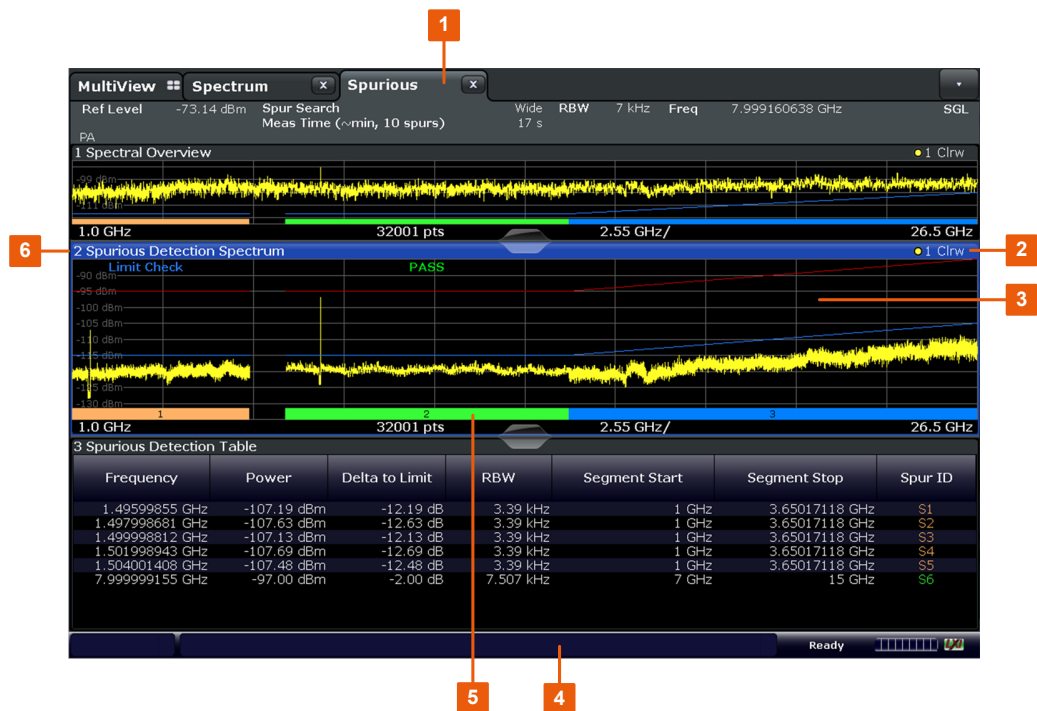 1
MultiView Spectrum x Spurious x
Ref Level -73.14 dBm Spur Search Wide RBW 7 kHz Freq 7.999160638 GHz SGL
Meas Time (~min, 10 spurs) 17 s
PA
1 Spectral Overview 1 Clrw
-99 dBm
-111 dBm
1.0 GHz 32001 pts 2.55 GHz/ 26.5 GHz
6 2 Spurious Detection Spectrum 1 Clrw 2
Limit Check PASS
-90 dBm
-95 dBm
3
-100 dBm
-105 dBm
-110 dBm
-115 dBm
-125 dBm
-130 dBm
1 2 3
1.0 GHz 32001 pts 2.55 GHz/ 26.5 GHz
3 Spurious Detection Table
Frequency Power Delta to Limit RBW Segment Start Segment Stop Spur ID
1.49599855 GHz -107.19 dBm -12.19 dB 3.39 kHz 1 GHz 3.65017118 GHz S1
1.497998681 GHz -107.63 dBm -12.63 dB 3.39 kHz 1 GHz 3.65017118 GHz S2
1.499998812 GHz -107.13 dBm -12.13 dB 3.39 kHz 1 GHz 3.65017118 GHz S3
1.501998943 GHz -107.69 dBm -12.69 dB 3.39 kHz 1 GHz 3.65017118 GHz S4
1.504001408 GHz -107.48 dBm -12.48 dB 3.39 kHz 1 GHz 3.65017118 GHz S5
7.999999155 GHz -97.00 dBm -2.00 dB 7.507 kHz 7 GHz 15 GHz S6
Ready
5 4